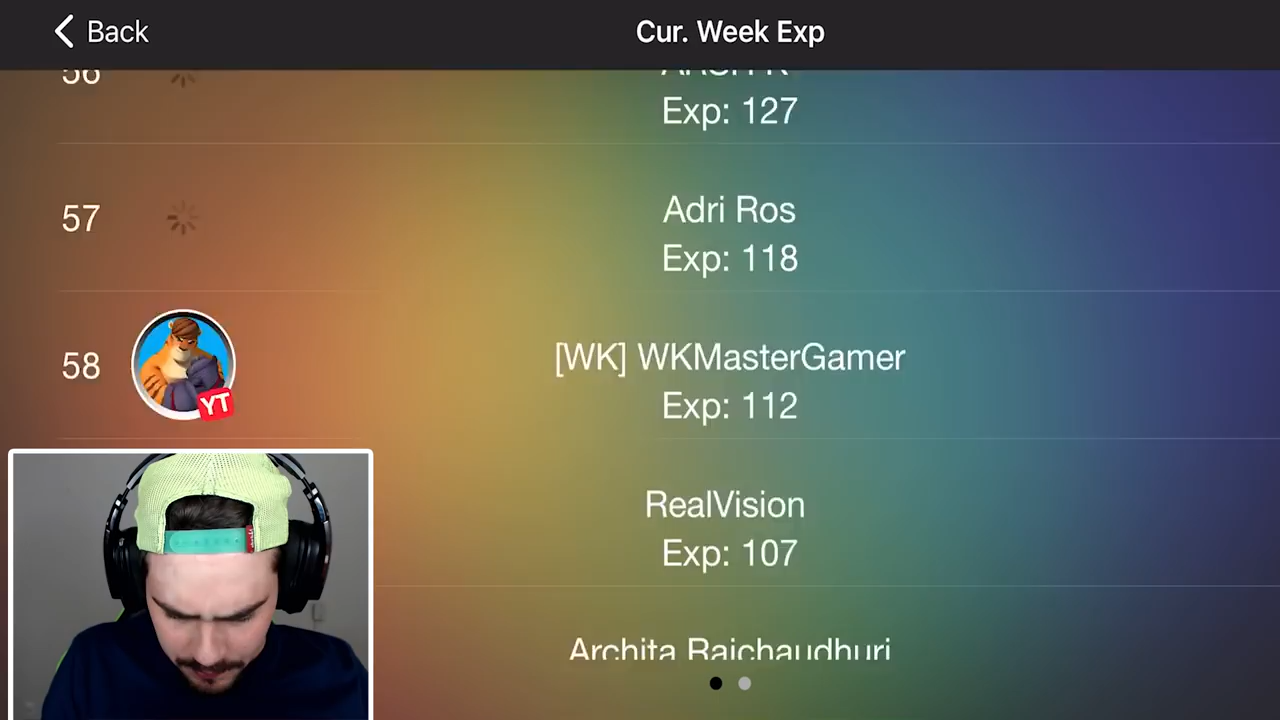 Back
Cur. Week Exp
56
Exp: 127
57
Adri Ros
Exp: 118
58
YT
[WK] WKMasterGamer
Exp: 112
RealVision
Exp: 107
Archita Raichaudhuri